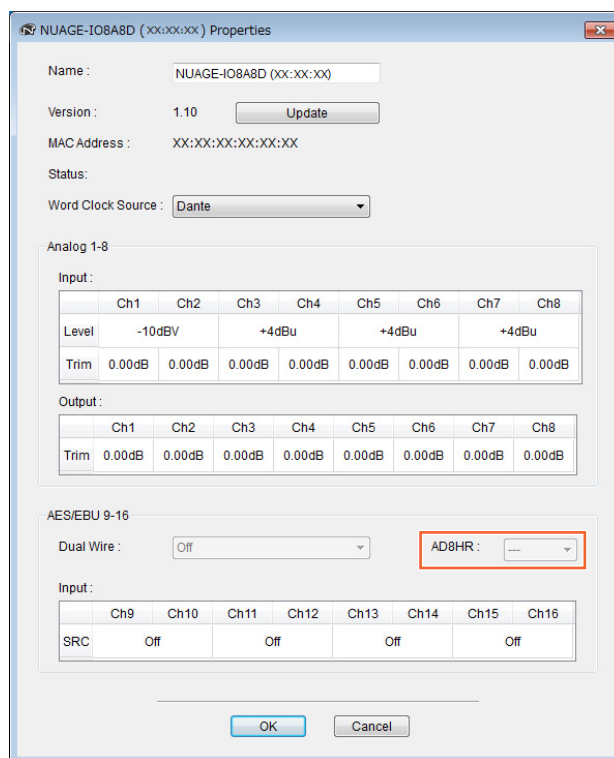 NUAGE-IO8A8D (XX:XX:XX) Properties
Name : NUAGE-IO8A8D (XX:XX:XX)
Version : 1.10 Update
MAC Address : XX:XX:XX:XX:XX:XX
Status:
Word Clock Source : Dante
Analog 1-8
Input :
Ch1 Ch2 Ch3 Ch4 Ch5 Ch6 Ch7 Ch8
Level -10dBV +4dBu +4dBu +4dBu
Trim 0.00dB 0.00dB 0.00dB 0.00dB 0.00dB 0.00dB 0.00dB 0.00dB
Output :
Ch1 Ch2 Ch3 Ch4 Ch5 Ch6 Ch7 Ch8
Trim 0.00dB 0.00dB 0.00dB 0.00dB 0.00dB 0.00dB 0.00dB 0.00dB
AES/EBU 9-16
Dual Wire : Off AD8HR : ---
Input :
Ch9 Ch10 Ch11 Ch12 Ch13 Ch14 Ch15 Ch16
SRC Off Off Off Off
OK Cancel